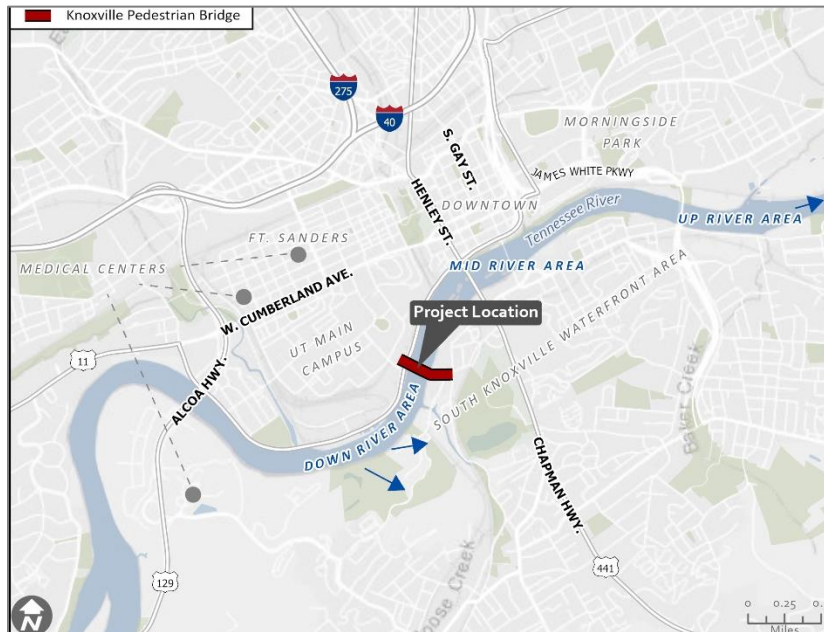 Knoxville Pedestrian Bridge
275
40
MORNINGSIDE
PARK
S. GAY ST.
JAMES WHITE PKWY
HENLEY ST.
DOWNTOWN
Tennessee River
UP RIVER AREA
FT. SANDERS
MEDICAL CENTERS
MID RIVER AREA
W. CUMBERLAND AVE.
Project Location
UT MAIN
CAMPUS
SOUTH KNOXVILLE WATERFRONT AREA
11
ALCOA HWY.
DOWN RIVER AREA
Baker Creek
CHAPMAN HWY.
129
441
Creek
N
0 0.25
Miles